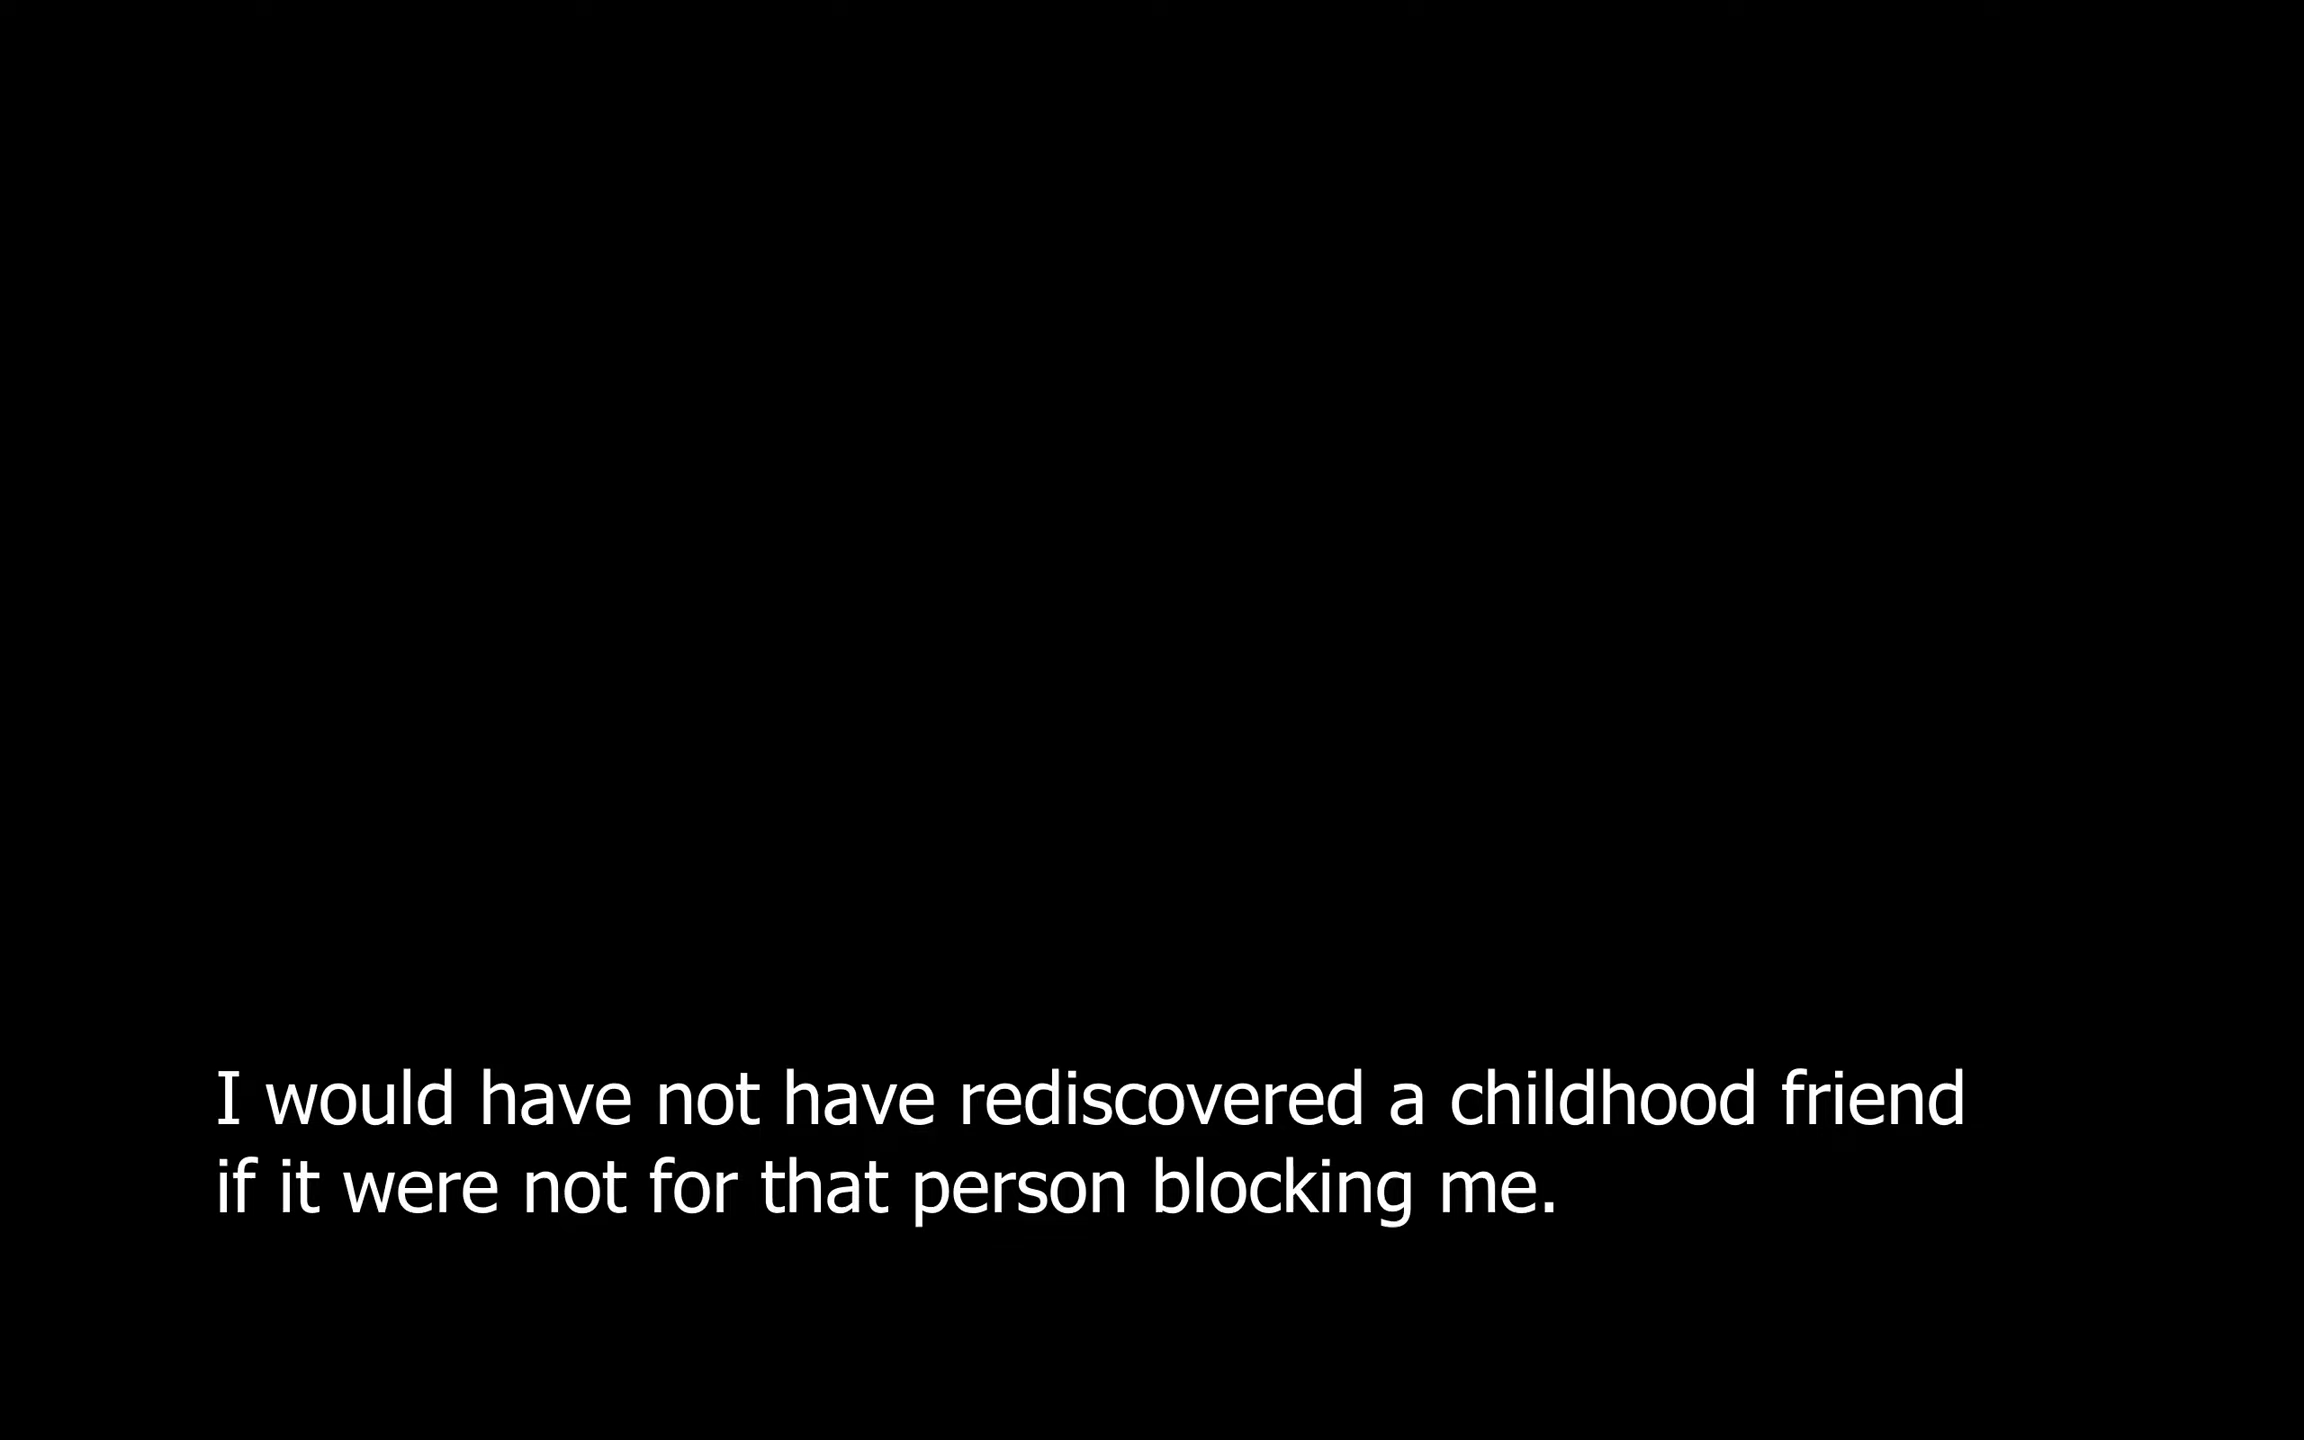 I would have not have rediscovered a childhood friend
if it were not for that person blocking me.